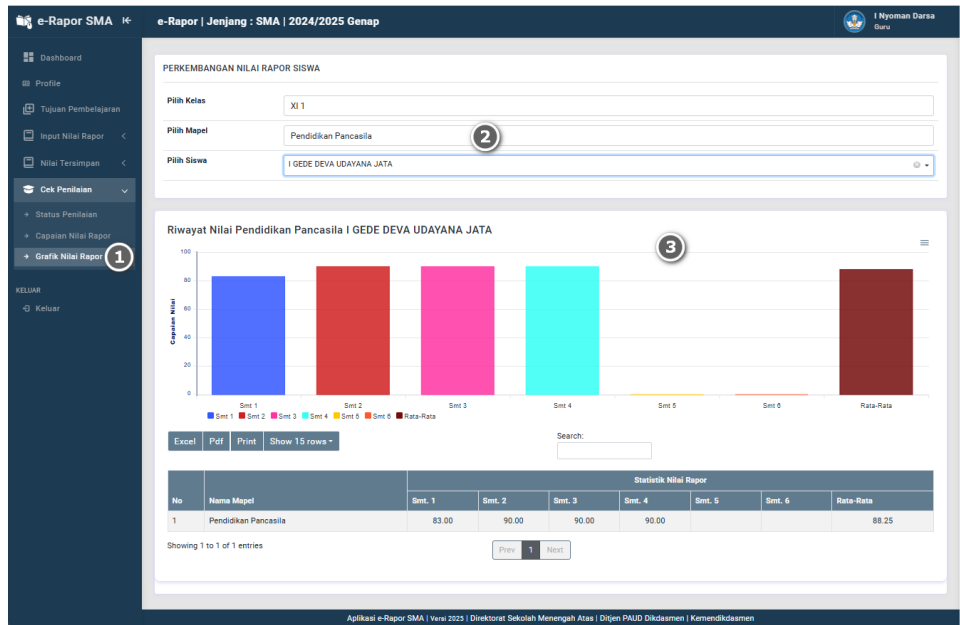 e-Rapor SMA
e-Rapor | Jenjang : SMA | 2024/2025 Genap
I Nyoman Darsa
Guru
Dashboard
Profile
Tujuan Pembelajaran
Input Nilai Rapor
Nilai Tersimpan
Cek Penilaian
Status Penilaian
Capaian Nilai Rapor
Grafik Nilai Rapor
1
KELUAR
Keluar
PERKEMBANGAN NILAI RAPOR SISWA
Pilih Kelas
XI 1
Pilih Mapel
Pendidikan Pancasila
2
Pilih Siswa
I GEDE DEVA UDAYANA JATA
Riwayat Nilai Pendidikan Pancasila I GEDE DEVA UDAYANA JATA
3
Capaian Nilai
100
80
60
40
20
0
Smt 1 Smt 2 Smt 3 Smt 4 Smt 5 Smt 6 Rata-Rata
Smt 1 Smt 2 Smt 3 Smt 4 Smt 5 Smt 6 Rata-Rata
Excel Pdf Print Show 15 rows
Search:
Statistik Nilai Rapor
No Nama Mapel Smt. 1 Smt. 2 Smt. 3 Smt. 4 Smt. 5 Smt. 6 Rata-Rata
1 Pendidikan Pancasila 83.00 90.00 90.00 90.00 88.25
Showing 1 to 1 of 1 entries
Prev 1 Next
Aplikasi e-Rapor SMA | Versi 2025 | Direktorat Sekolah Menengah Atas | Ditjen PAUD Dikdasmen | Kemendikdasmen